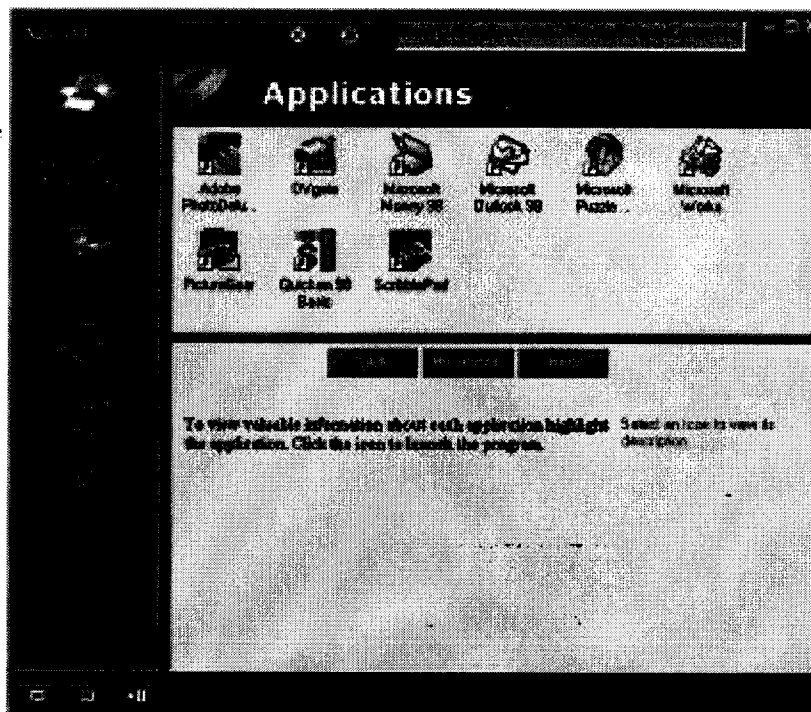 Applications
Adobe
PhotoDelu...
DVgate
Microsoft
Money 98
Microsoft
Outlook 98
Microsoft
Puzzle ...
Microsoft
Works
PictureGear
Quicken 98
Basic
ScribblePad
To view valuable information about each application highlight
the application. Click the icon to launch the program.
Select an icon to view its
description